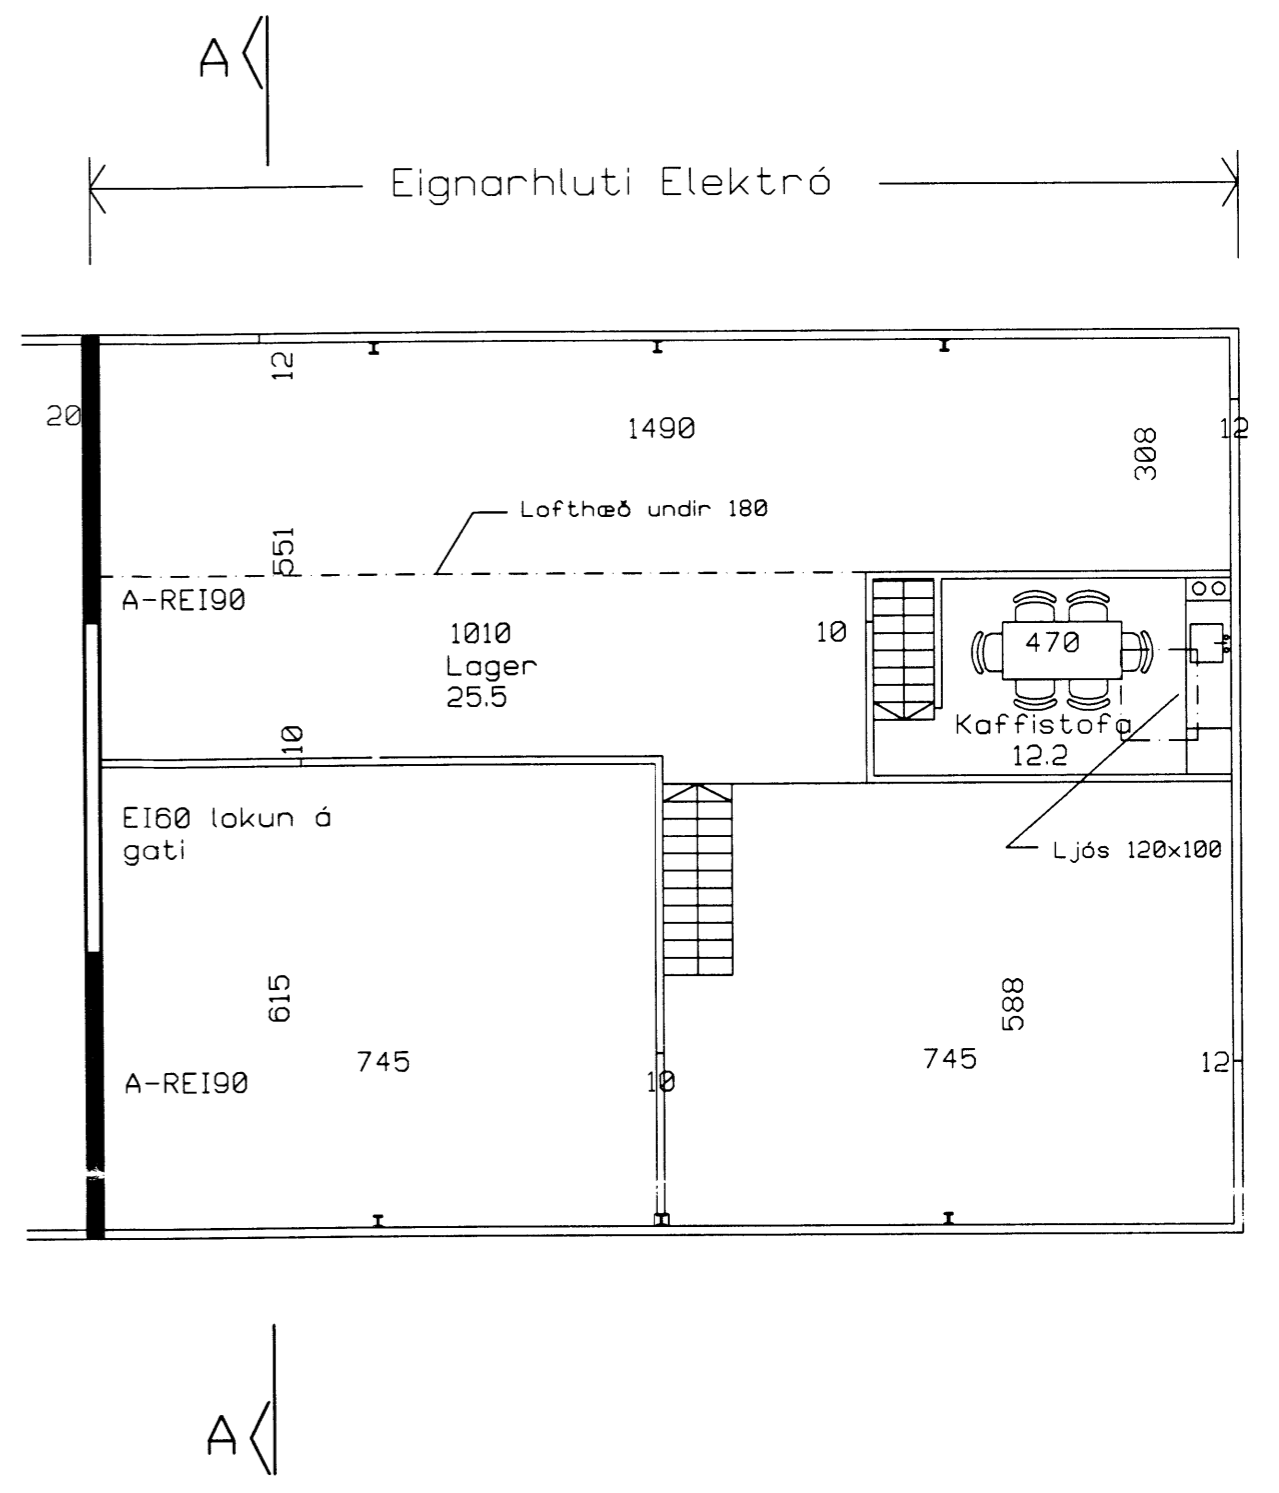 A
Eignarhluti Elektró
12
20
1490
12
308
Lofthæð undir 180
551
A-REI90
1010
Lager
25.5
10
470
Kaffistofa
12.2
10
EI60 lokun á
gati
Ljós 120x100
615
745
588
745
10
12
A-REI90
A